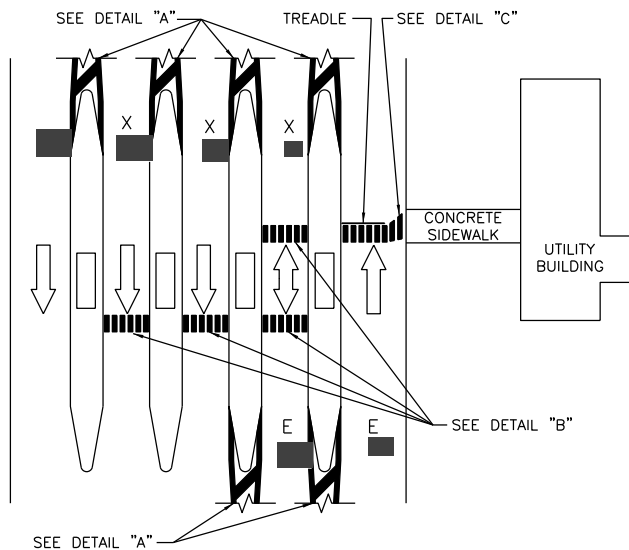 SEE DETAIL "A"
TREADLE
SEE DETAIL "C"
X
X
X
CONCRETE
SIDEWALK
UTILITY
BUILDING
E
E
SEE DETAIL "B"
SEE DETAIL "A"